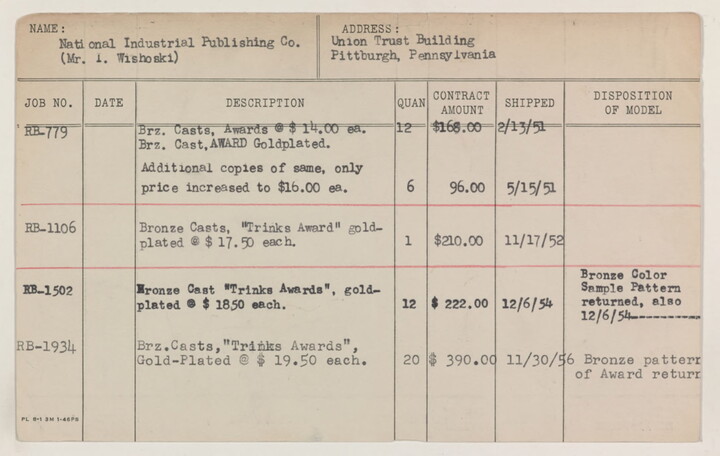 NAME: ADDRESS:
National Industrial Publishing Co. Union Trust Building
(Mr. I. Wishoski) Pittburgh, Pennsylvania
JOB NO. DATE DESCRIPTION QUAN CONTRACT AMOUNT SHIPPED DISPOSITION OF MODEL
RB-779 Brz. Casts, Awards @ $ 14.00 ea. 12 $168.00 2/13/51
Brz. Cast, AWARD Goldplated.
Additional copies of same, only
price increased to $16.00 ea. 6 96.00 5/15/51
RB-1106 Bronze Casts, "Trinks Award" gold-
plated @ $ 17.50 each. 1 $210.00 11/17/52
Bronze Color
RB-1502 Bronze Cast "Trinks Awards", gold- Sample Pattern
plated @ $ 1850 each. 12 $ 222.00 12/6/54 returned, also
12/6/54----------
RB-1934 Brz.Casts,"Trinks Awards",
Gold-Plated @ $ 19.50 each. 20 $ 390.00 11/30/56 Bronze pattern
of Award return
PL 8-1 2M 1-46PB